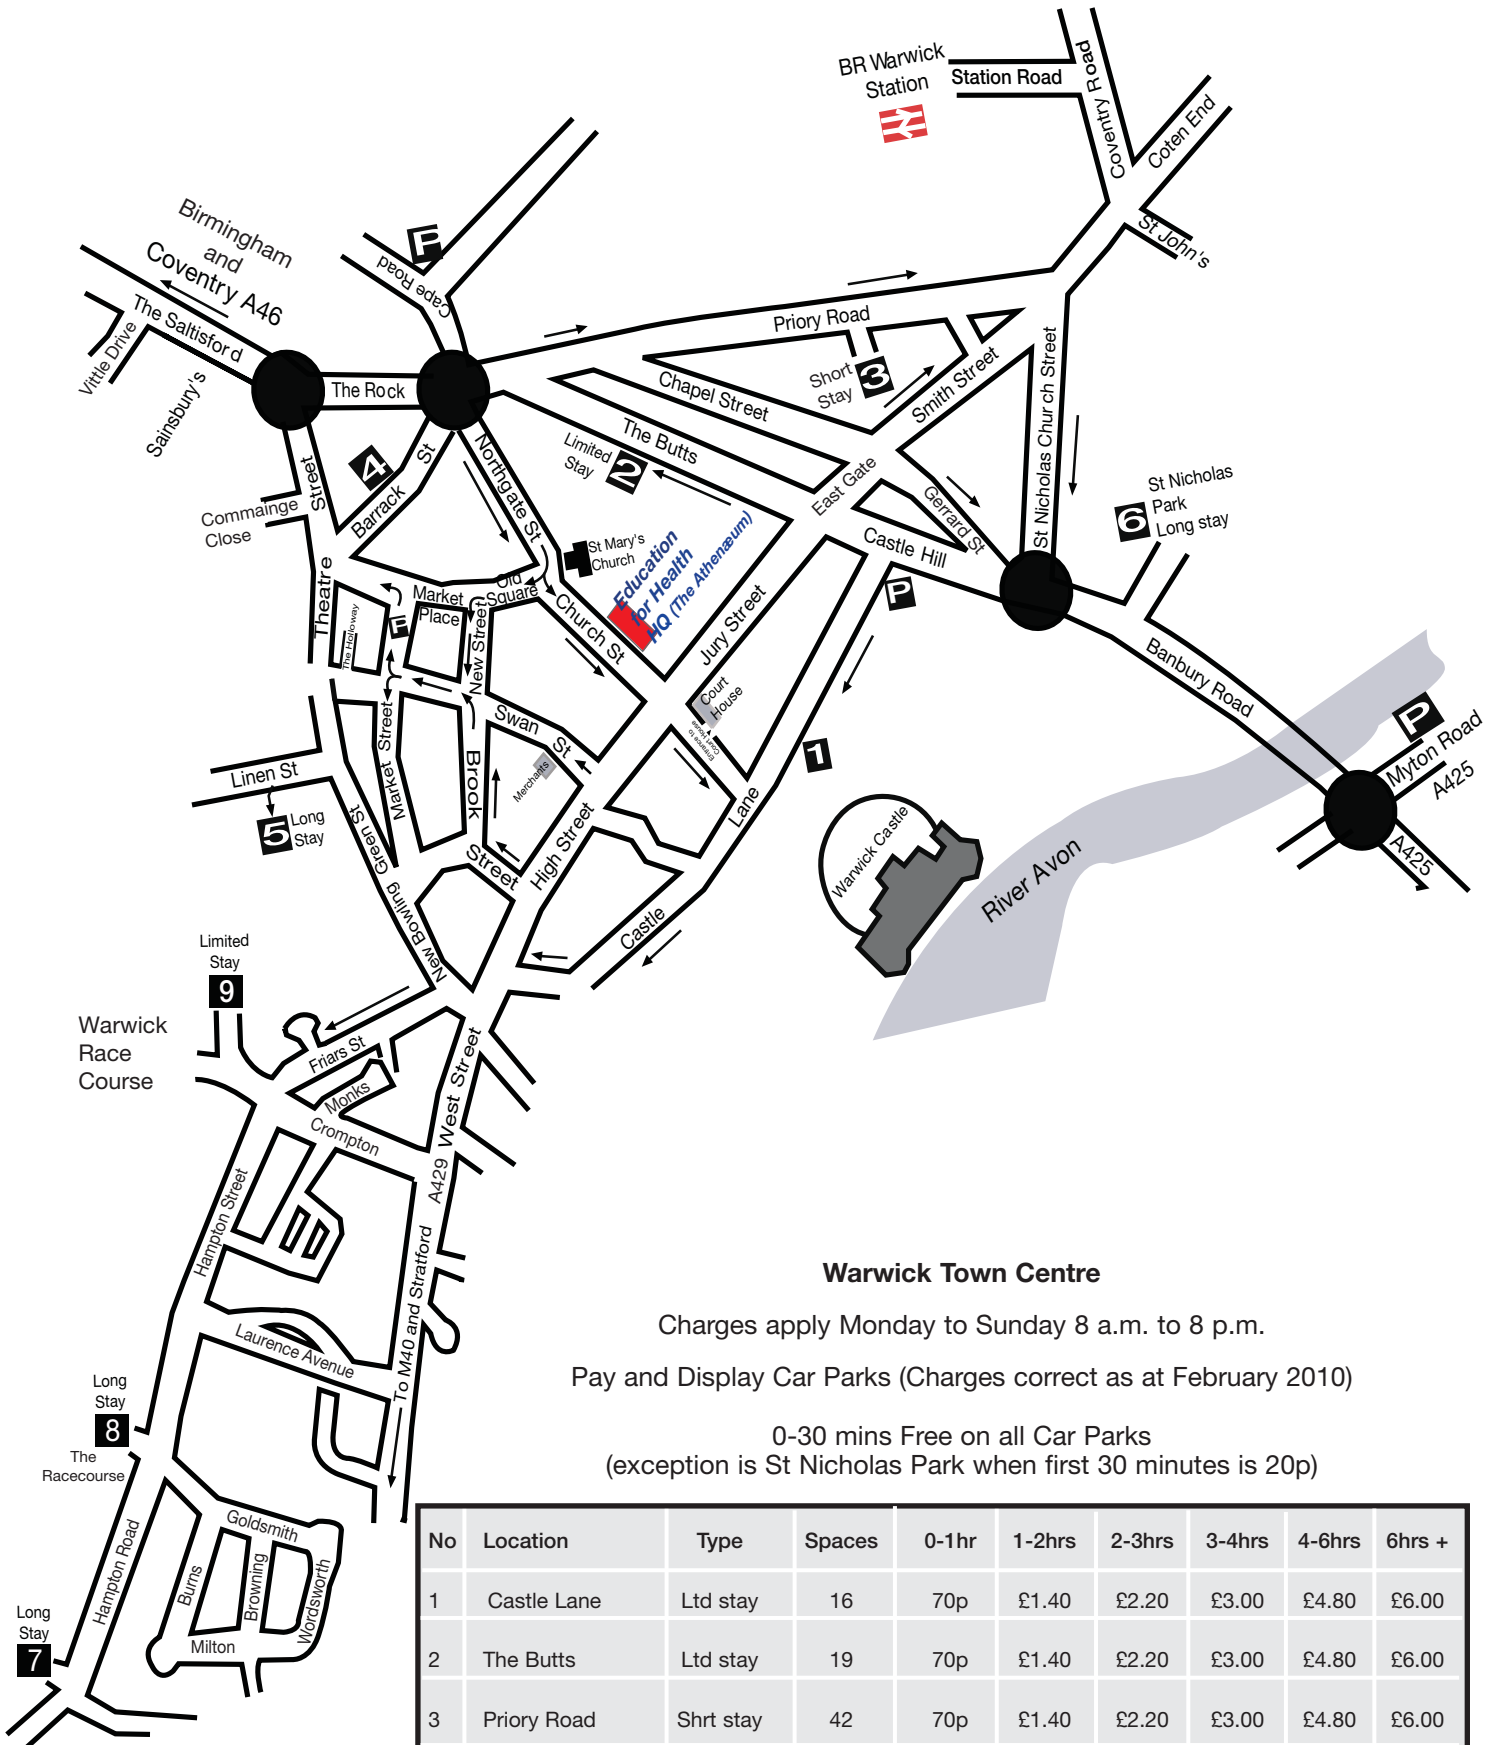 BR Warwick
Station
Station Road
Coventry Road
Coten End
St John's
Birmingham
and
Coventry A46
The Saltisford
Vittle Drive
Sainsbury's
P
Cape Road
The Rock
Priory Road
Short
Stay
3
Smith Street
Chapel Street
The Butts
Limited
Stay
2
4
Barrack
St
Northgate St
Street
Theatre
Commainge
Close
East Gate
Gerrard St
St Nicholas Church Street
St Nicholas
Park
Long stay
6
Castle Hill
P
St Mary's
Church
Education
for Health
HQ (The Athenæum)
Old
Square
Market
Place
P
The Holloway
New Street
Church St
Jury Street
Court
House
Entrance to
Court House
Banbury Road
P
Myton Road
A425
A425
Swan
St
Market
Street
Brook
Street
Merchants
High Street
1
Lane
Castle
Warwick Castle
River Avon
Linen St
5
Long
Stay
New Bowling Green St
Limited
Stay
9
Warwick
Race
Course
Friars St
Monks
Crompton
A429 West Street
Hampton Street
To M40 and Stratford
Laurence Avenue
Long
Stay
8
The
Racecourse
Goldsmith
Burns
Browning
Wordsworth
Milton
Hampton Road
Long
Stay
7
Warwick Town Centre
Charges apply Monday to Sunday 8 a.m. to 8 p.m.
Pay and Display Car Parks (Charges correct as at February 2010)
0-30 mins Free on all Car Parks
(exception is St Nicholas Park when first 30 minutes is 20p)
No Location Type Spaces 0-1hr 1-2hrs 2-3hrs 3-4hrs 4-6hrs 6hrs +
1 Castle Lane Ltd stay 16 70p £1.40 £2.20 £3.00 £4.80 £6.00
2 The Butts Ltd stay 19 70p £1.40 £2.20 £3.00 £4.80 £6.00
3 Priory Road Shrt stay 42 70p £1.40 £2.20 £3.00 £4.80 £6.00